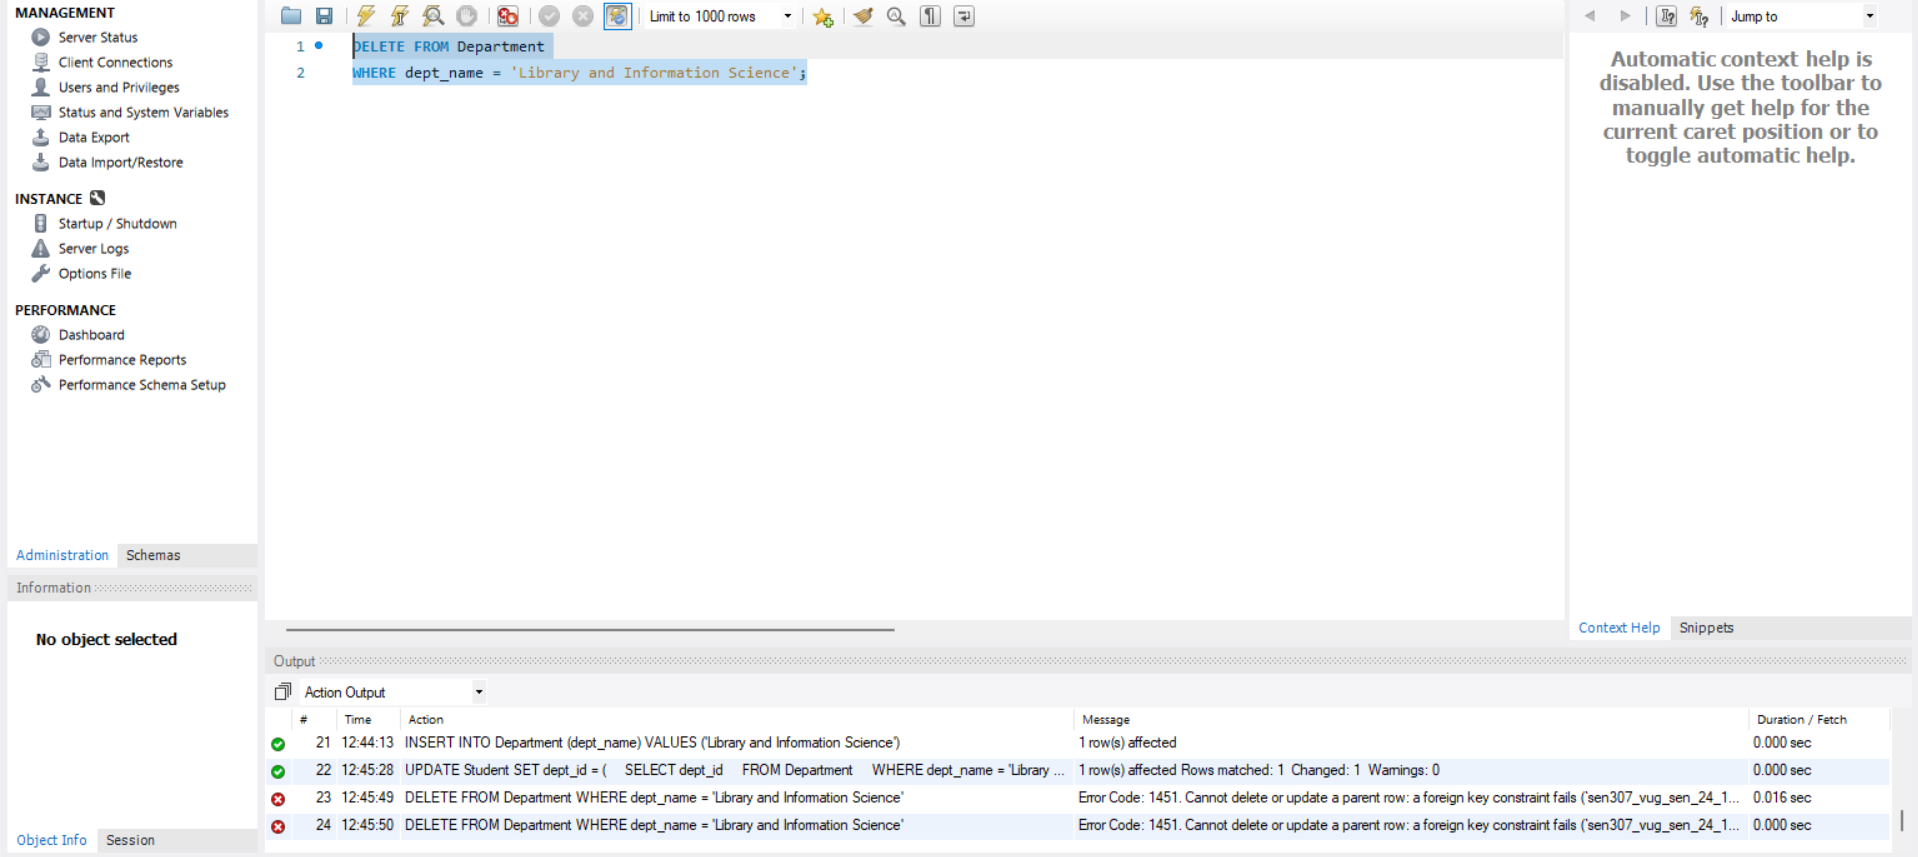 MANAGEMENT
Server Status
Client Connections
Users and Privileges
Status and System Variables
Data Export
Data Import/Restore
INSTANCE
Startup / Shutdown
Server Logs
Options File
PERFORMANCE
Dashboard
Performance Reports
Performance Schema Setup
Administration Schemas
Information
No object selected
Object Info Session
Limit to 1000 rows
1 DELETE FROM Department
2 WHERE dept_name = 'Library and Information Science';
Jump to
Automatic context help is
disabled. Use the toolbar to
manually get help for the
current caret position or to
toggle automatic help.
Context Help Snippets
Output
Action Output
# Time Action Message Duration / Fetch
21 12:44:13 INSERT INTO Department (dept_name) VALUES ('Library and Information Science') 1 row(s) affected 0.000 sec
22 12:45:28 UPDATE Student SET dept_id = ( SELECT dept_id FROM Department WHERE dept_name = 'Library ... 1 row(s) affected Rows matched: 1 Changed: 1 Warnings: 0 0.000 sec
23 12:45:49 DELETE FROM Department WHERE dept_name = 'Library and Information Science' Error Code: 1451. Cannot delete or update a parent row: a foreign key constraint fails (`sen307_vug_sen_24_1... 0.016 sec
24 12:45:50 DELETE FROM Department WHERE dept_name = 'Library and Information Science' Error Code: 1451. Cannot delete or update a parent row: a foreign key constraint fails (`sen307_vug_sen_24_1... 0.000 sec